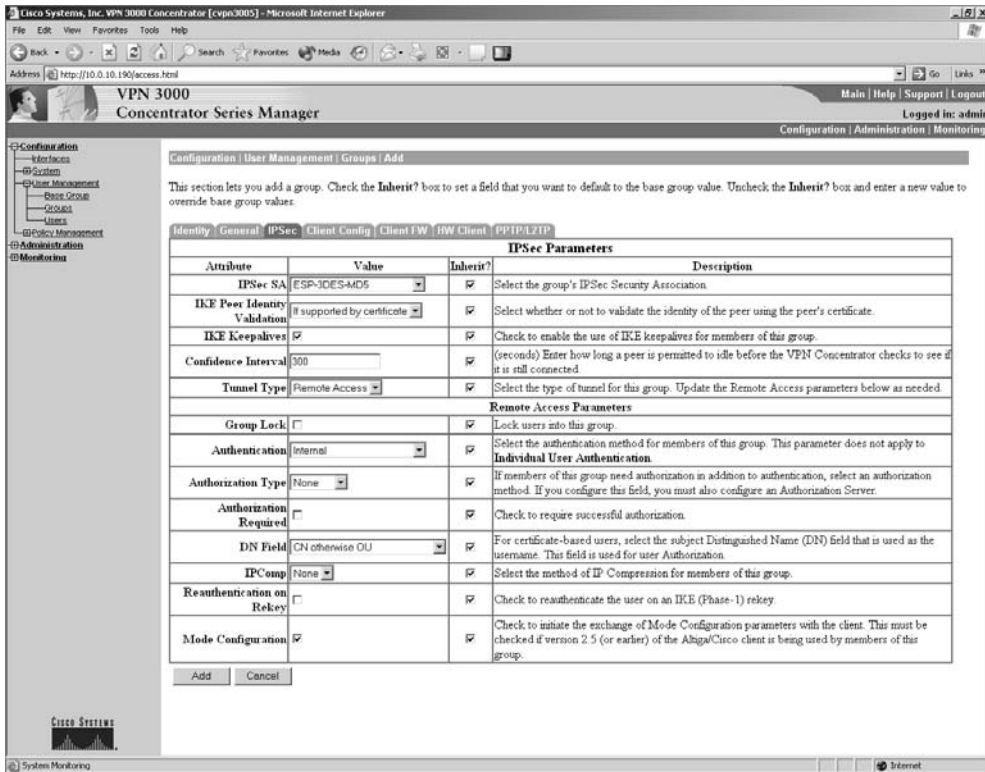 Cisco Systems, Inc. VPN 3000 Concentrator [cvpn3005] - Microsoft Internet Explorer
File Edit View Favorites Tools Help
Back Search Favorites Media
Address http://10.0.10.190/access.html Go Links »
VPN 3000
Concentrator Series Manager
Main | Help | Support | Logout
Logged in: admin
Configuration | Administration | Monitoring
Configuration
Interfaces
System
User Management
Base Group
Groups
Users
Policy Management
Administration
Monitoring
Configuration | User Management | Groups | Add
This section lets you add a group. Check the Inherit? box to set a field that you want to default to the base group value. Uncheck the Inherit? box and enter a new value to
override base group values.
Identity General IPSec Client Config Client FW HW Client PPTP/L2TP
IPSec Parameters
Attribute Value Inherit? Description
IPSec SA ESP-3DES-MD5 Select the group's IPSec Security Association.
IKE Peer Identity
Validation If supported by certificate Select whether or not to validate the identity of the peer using the peer's certificate.
IKE Keepalives Check to enable the use of IKE keepalives for members of this group.
Confidence Interval 300 (seconds) Enter how long a peer is permitted to idle before the VPN Concentrator checks to see if
it is still connected.
Tunnel Type Remote Access Select the type of tunnel for this group. Update the Remote Access parameters below as needed.
Remote Access Parameters
Group Lock Lock users into this group.
Authentication Internal Select the authentication method for members of this group. This parameter does not apply to
Individual User Authentication.
Authorization Type None If members of this group need authorization in addition to authentication, select an authorization
method. If you configure this field, you must also configure an Authorization Server.
Authorization
Required Check to require successful authorization.
DN Field CN otherwise OU For certificate-based users, select the subject Distinguished Name (DN) field that is used as the
username. This field is used for user Authorization.
IPComp None Select the method of IP Compression for members of this group.
Reauthentication on
Rekey Check to reauthenticate the user on an IKE (Phase-1) rekey.
Mode Configuration Check to initiate the exchange of Mode Configuration parameters with the client. This must be
checked if version 2.5 (or earlier) of the Altiga/Cisco client is being used by members of this
group.
Add Cancel
CISCO SYSTEMS
System Monitoring Internet